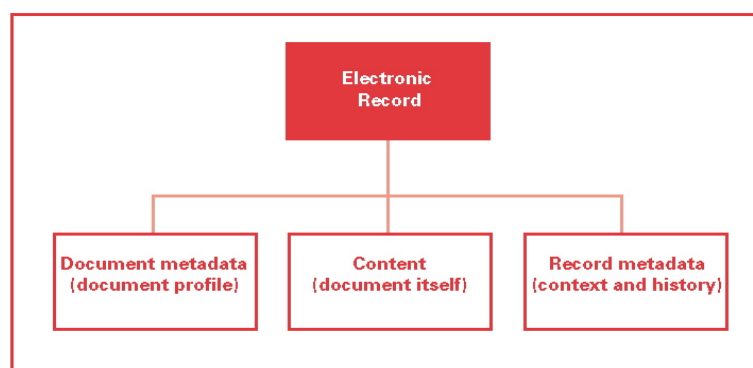 Electronic
Record
Document metadata
(document profile)
Content
(document itself)
Record metadata
(context and history)